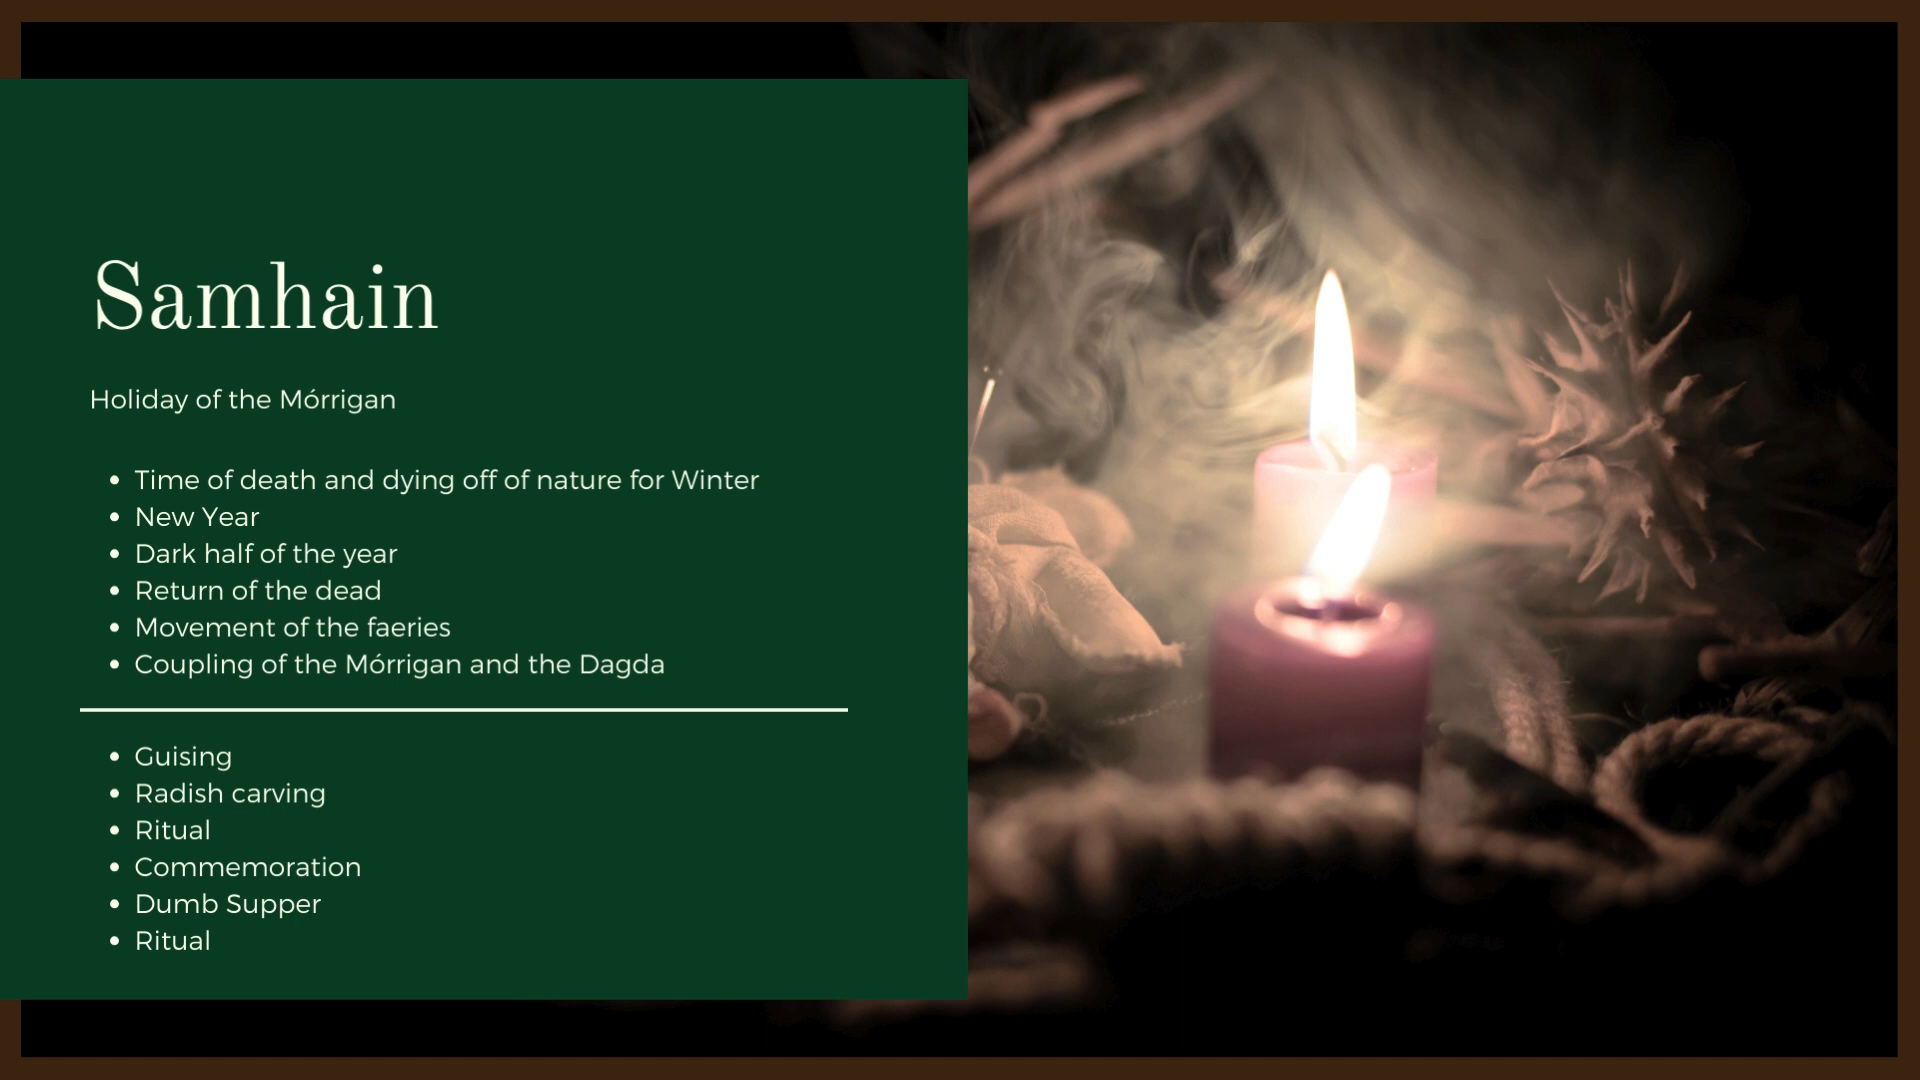 Samhain
Holiday of the Mórrigan
• Time of death and dying off of nature for Winter
• New Year
• Dark half of the year
• Return of the dead
• Movement of the faeries
• Coupling of the Mórrigan and the Dagda
• Guising
• Radish carving
• Ritual
• Commemoration
• Dumb Supper
• Ritual